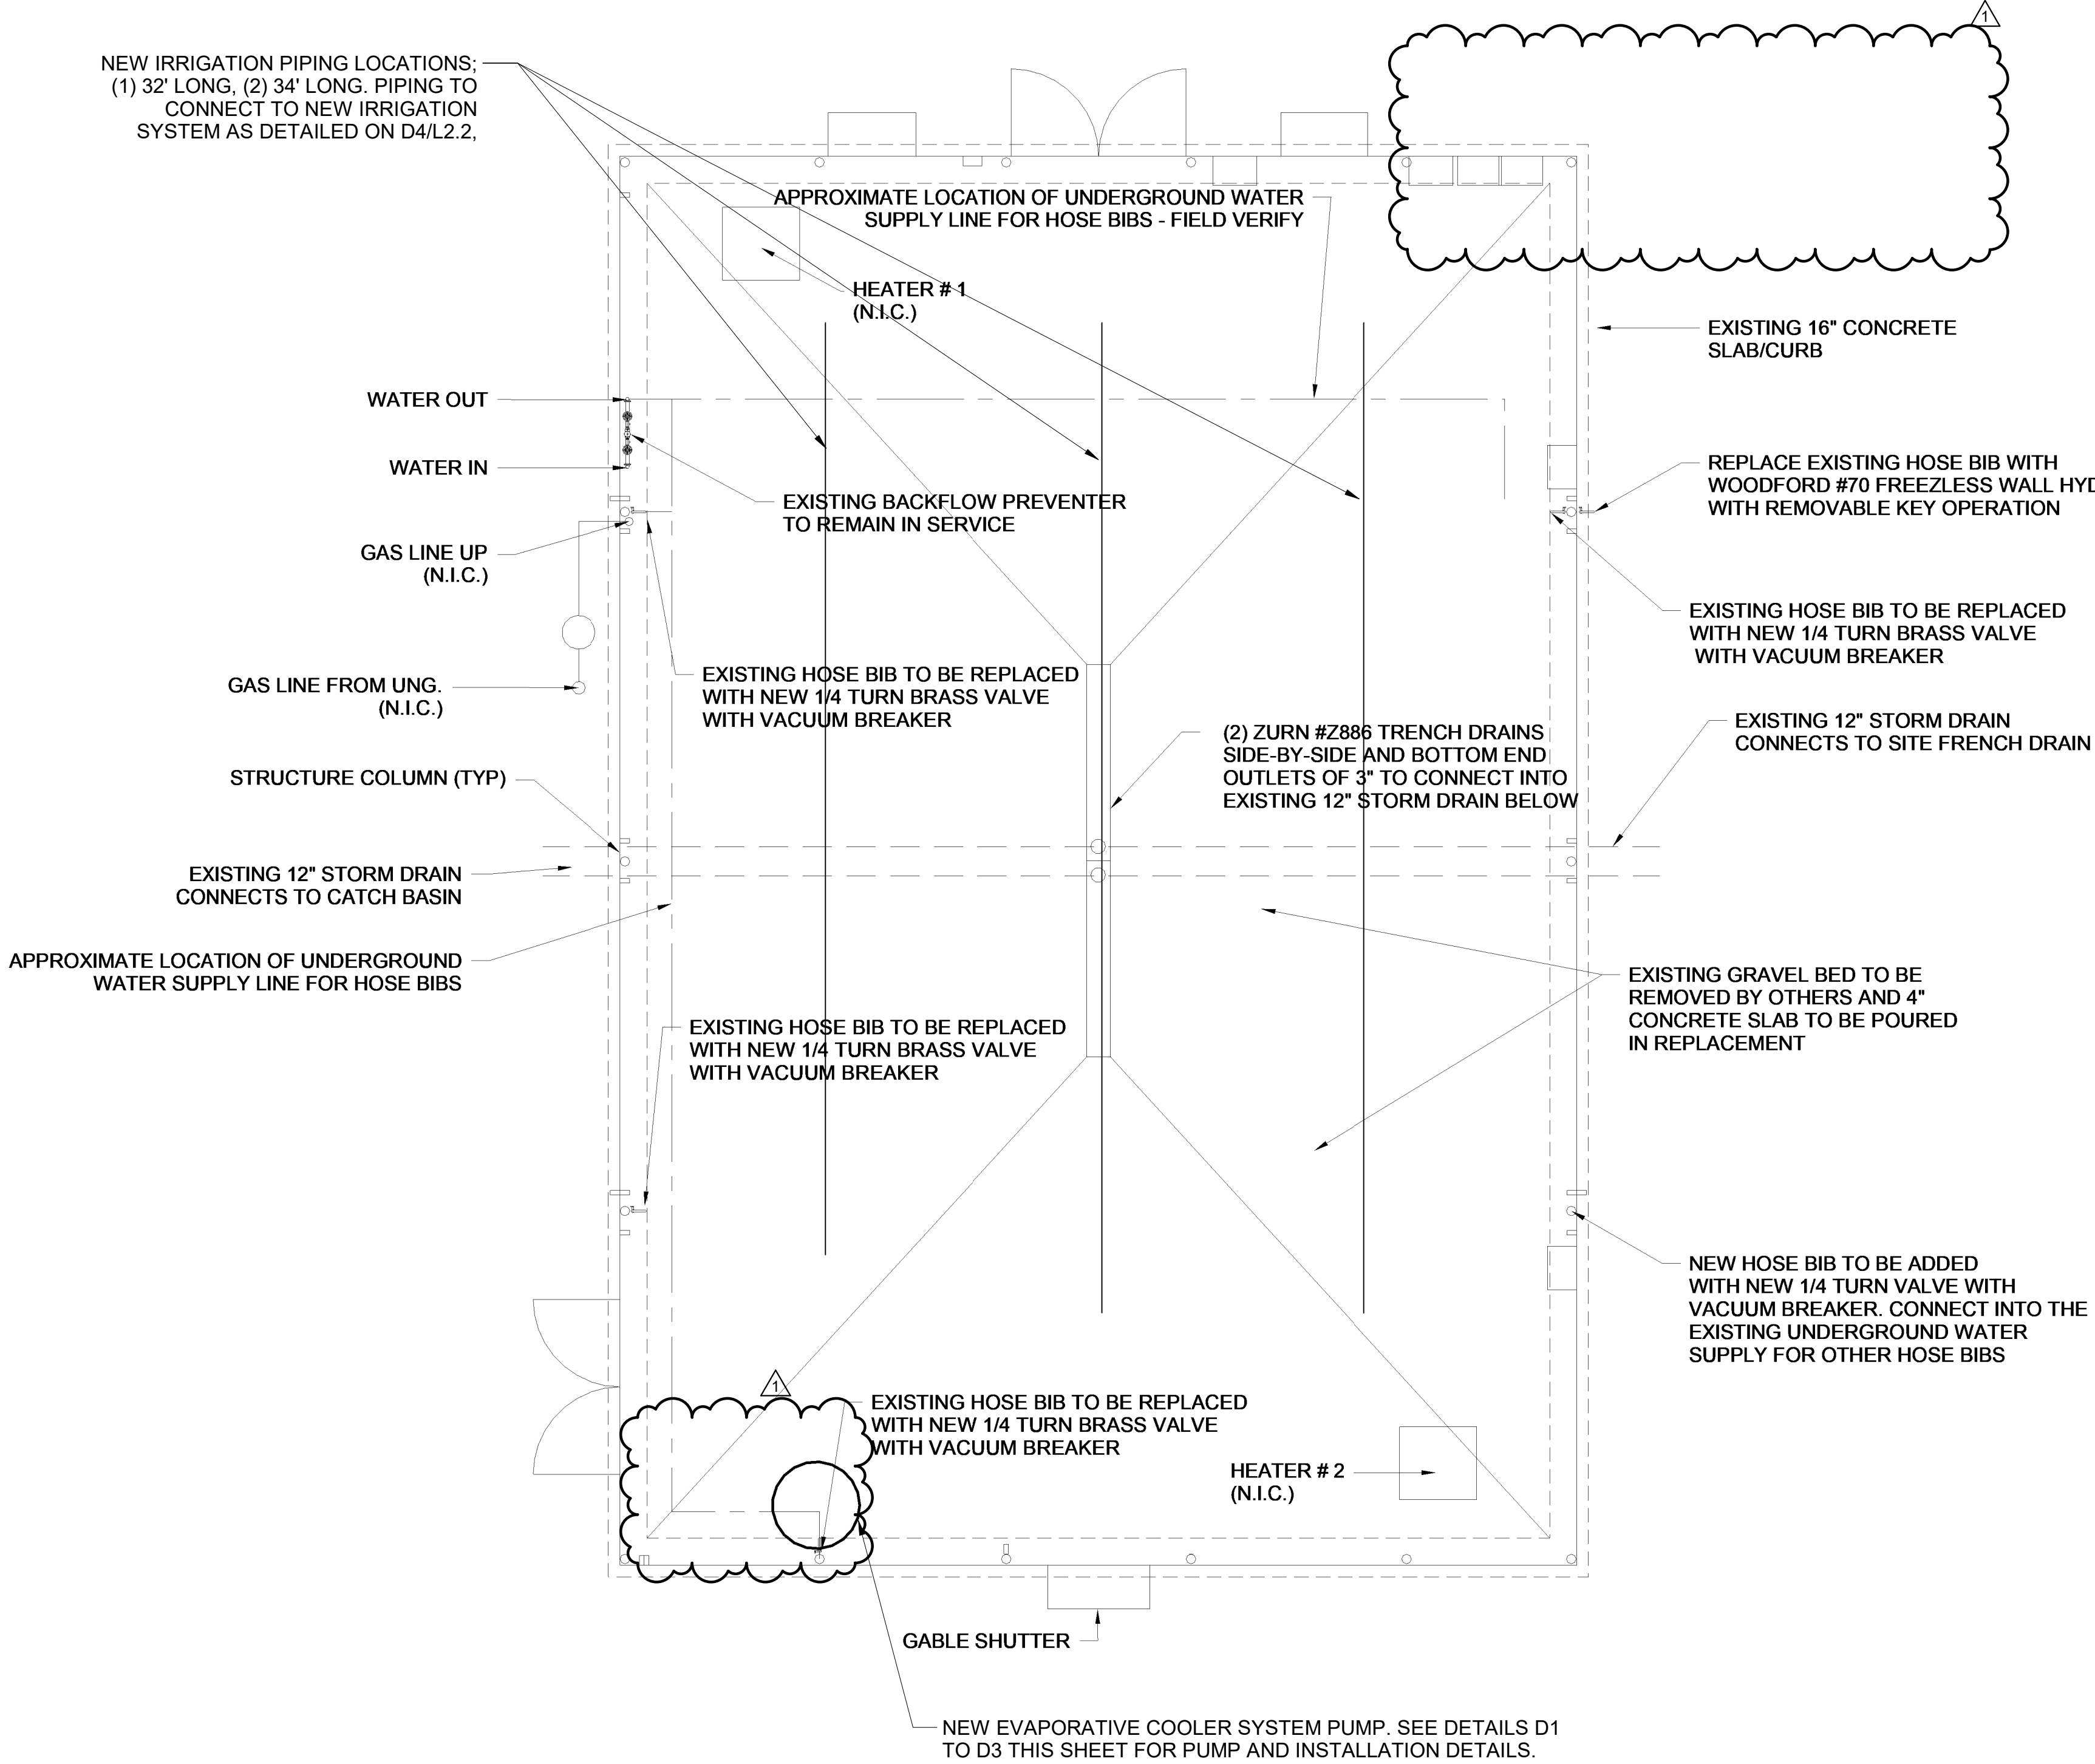 1
NEW IRRIGATION PIPING LOCATIONS;
(1) 32' LONG, (2) 34' LONG. PIPING TO
CONNECT TO NEW IRRIGATION
SYSTEM AS DETAILED ON D4/L2.2,
APPROXIMATE LOCATION OF UNDERGROUND WATER
SUPPLY LINE FOR HOSE BIBS - FIELD VERIFY
HEATER # 1
(N.I.C.)
EXISTING 16" CONCRETE
SLAB/CURB
WATER OUT
WATER IN
EXISTING BACKFLOW PREVENTER
TO REMAIN IN SERVICE
REPLACE EXISTING HOSE BIB WITH
WOODFORD #70 FREEZLESS WALL HYD
WITH REMOVABLE KEY OPERATION
GAS LINE UP
(N.I.C.)
EXISTING HOSE BIB TO BE REPLACED
WITH NEW 1/4 TURN BRASS VALVE
WITH VACUUM BREAKER
GAS LINE FROM UNG.
(N.I.C.)
EXISTING HOSE BIB TO BE REPLACED
WITH NEW 1/4 TURN BRASS VALVE
WITH VACUUM BREAKER
(2) ZURN #Z886 TRENCH DRAINS
SIDE-BY-SIDE AND BOTTOM END
OUTLETS OF 3" TO CONNECT INTO
EXISTING 12" STORM DRAIN BELOW
EXISTING 12" STORM DRAIN
CONNECTS TO SITE FRENCH DRAIN
STRUCTURE COLUMN (TYP)
EXISTING 12" STORM DRAIN
CONNECTS TO CATCH BASIN
APPROXIMATE LOCATION OF UNDERGROUND
WATER SUPPLY LINE FOR HOSE BIBS
EXISTING GRAVEL BED TO BE
REMOVED BY OTHERS AND 4"
CONCRETE SLAB TO BE POURED
IN REPLACEMENT
EXISTING HOSE BIB TO BE REPLACED
WITH NEW 1/4 TURN BRASS VALVE
WITH VACUUM BREAKER
NEW HOSE BIB TO BE ADDED
WITH NEW 1/4 TURN VALVE WITH
VACUUM BREAKER. CONNECT INTO THE
EXISTING UNDERGROUND WATER
SUPPLY FOR OTHER HOSE BIBS
1
EXISTING HOSE BIB TO BE REPLACED
WITH NEW 1/4 TURN BRASS VALVE
WITH VACUUM BREAKER
HEATER # 2
(N.I.C.)
GABLE SHUTTER
NEW EVAPORATIVE COOLER SYSTEM PUMP. SEE DETAILS D1
TO D3 THIS SHEET FOR PUMP AND INSTALLATION DETAILS.